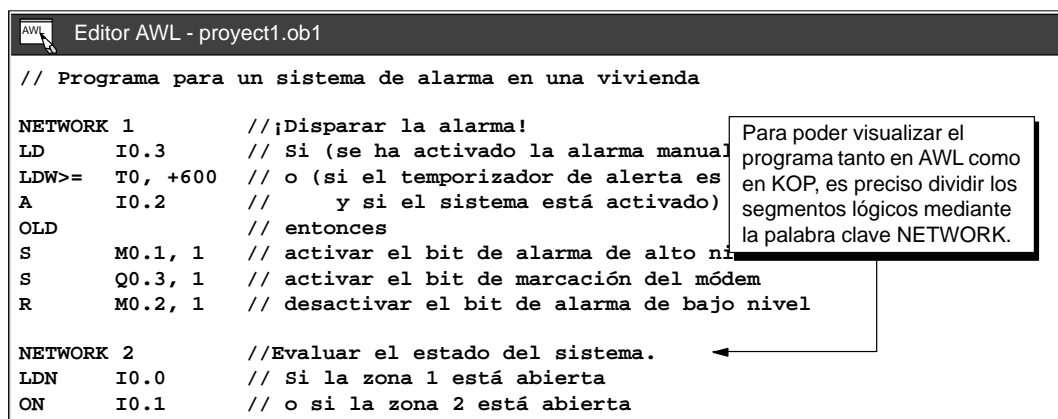 AWL Editor AWL - proyect1.ob1
// Programa para un sistema de alarma en una vivienda
NETWORK 1 //¡Disparar la alarma!
LD I0.3 // Si (se ha activado la alarma manual
LDW>= T0, +600 // o (si el temporizador de alerta es
A I0.2 // y si el sistema está activado)
OLD // entonces
S M0.1, 1 // activar el bit de alarma de alto ni
S Q0.3, 1 // activar el bit de marcación del módem
R M0.2, 1 // desactivar el bit de alarma de bajo nivel
Para poder visualizar el
programa tanto en AWL como
en KOP, es preciso dividir los
segmentos lógicos mediante
la palabra clave NETWORK.
NETWORK 2 //Evaluar el estado del sistema.
LDN I0.0 // Si la zona 1 está abierta
ON I0.1 // o si la zona 2 está abierta